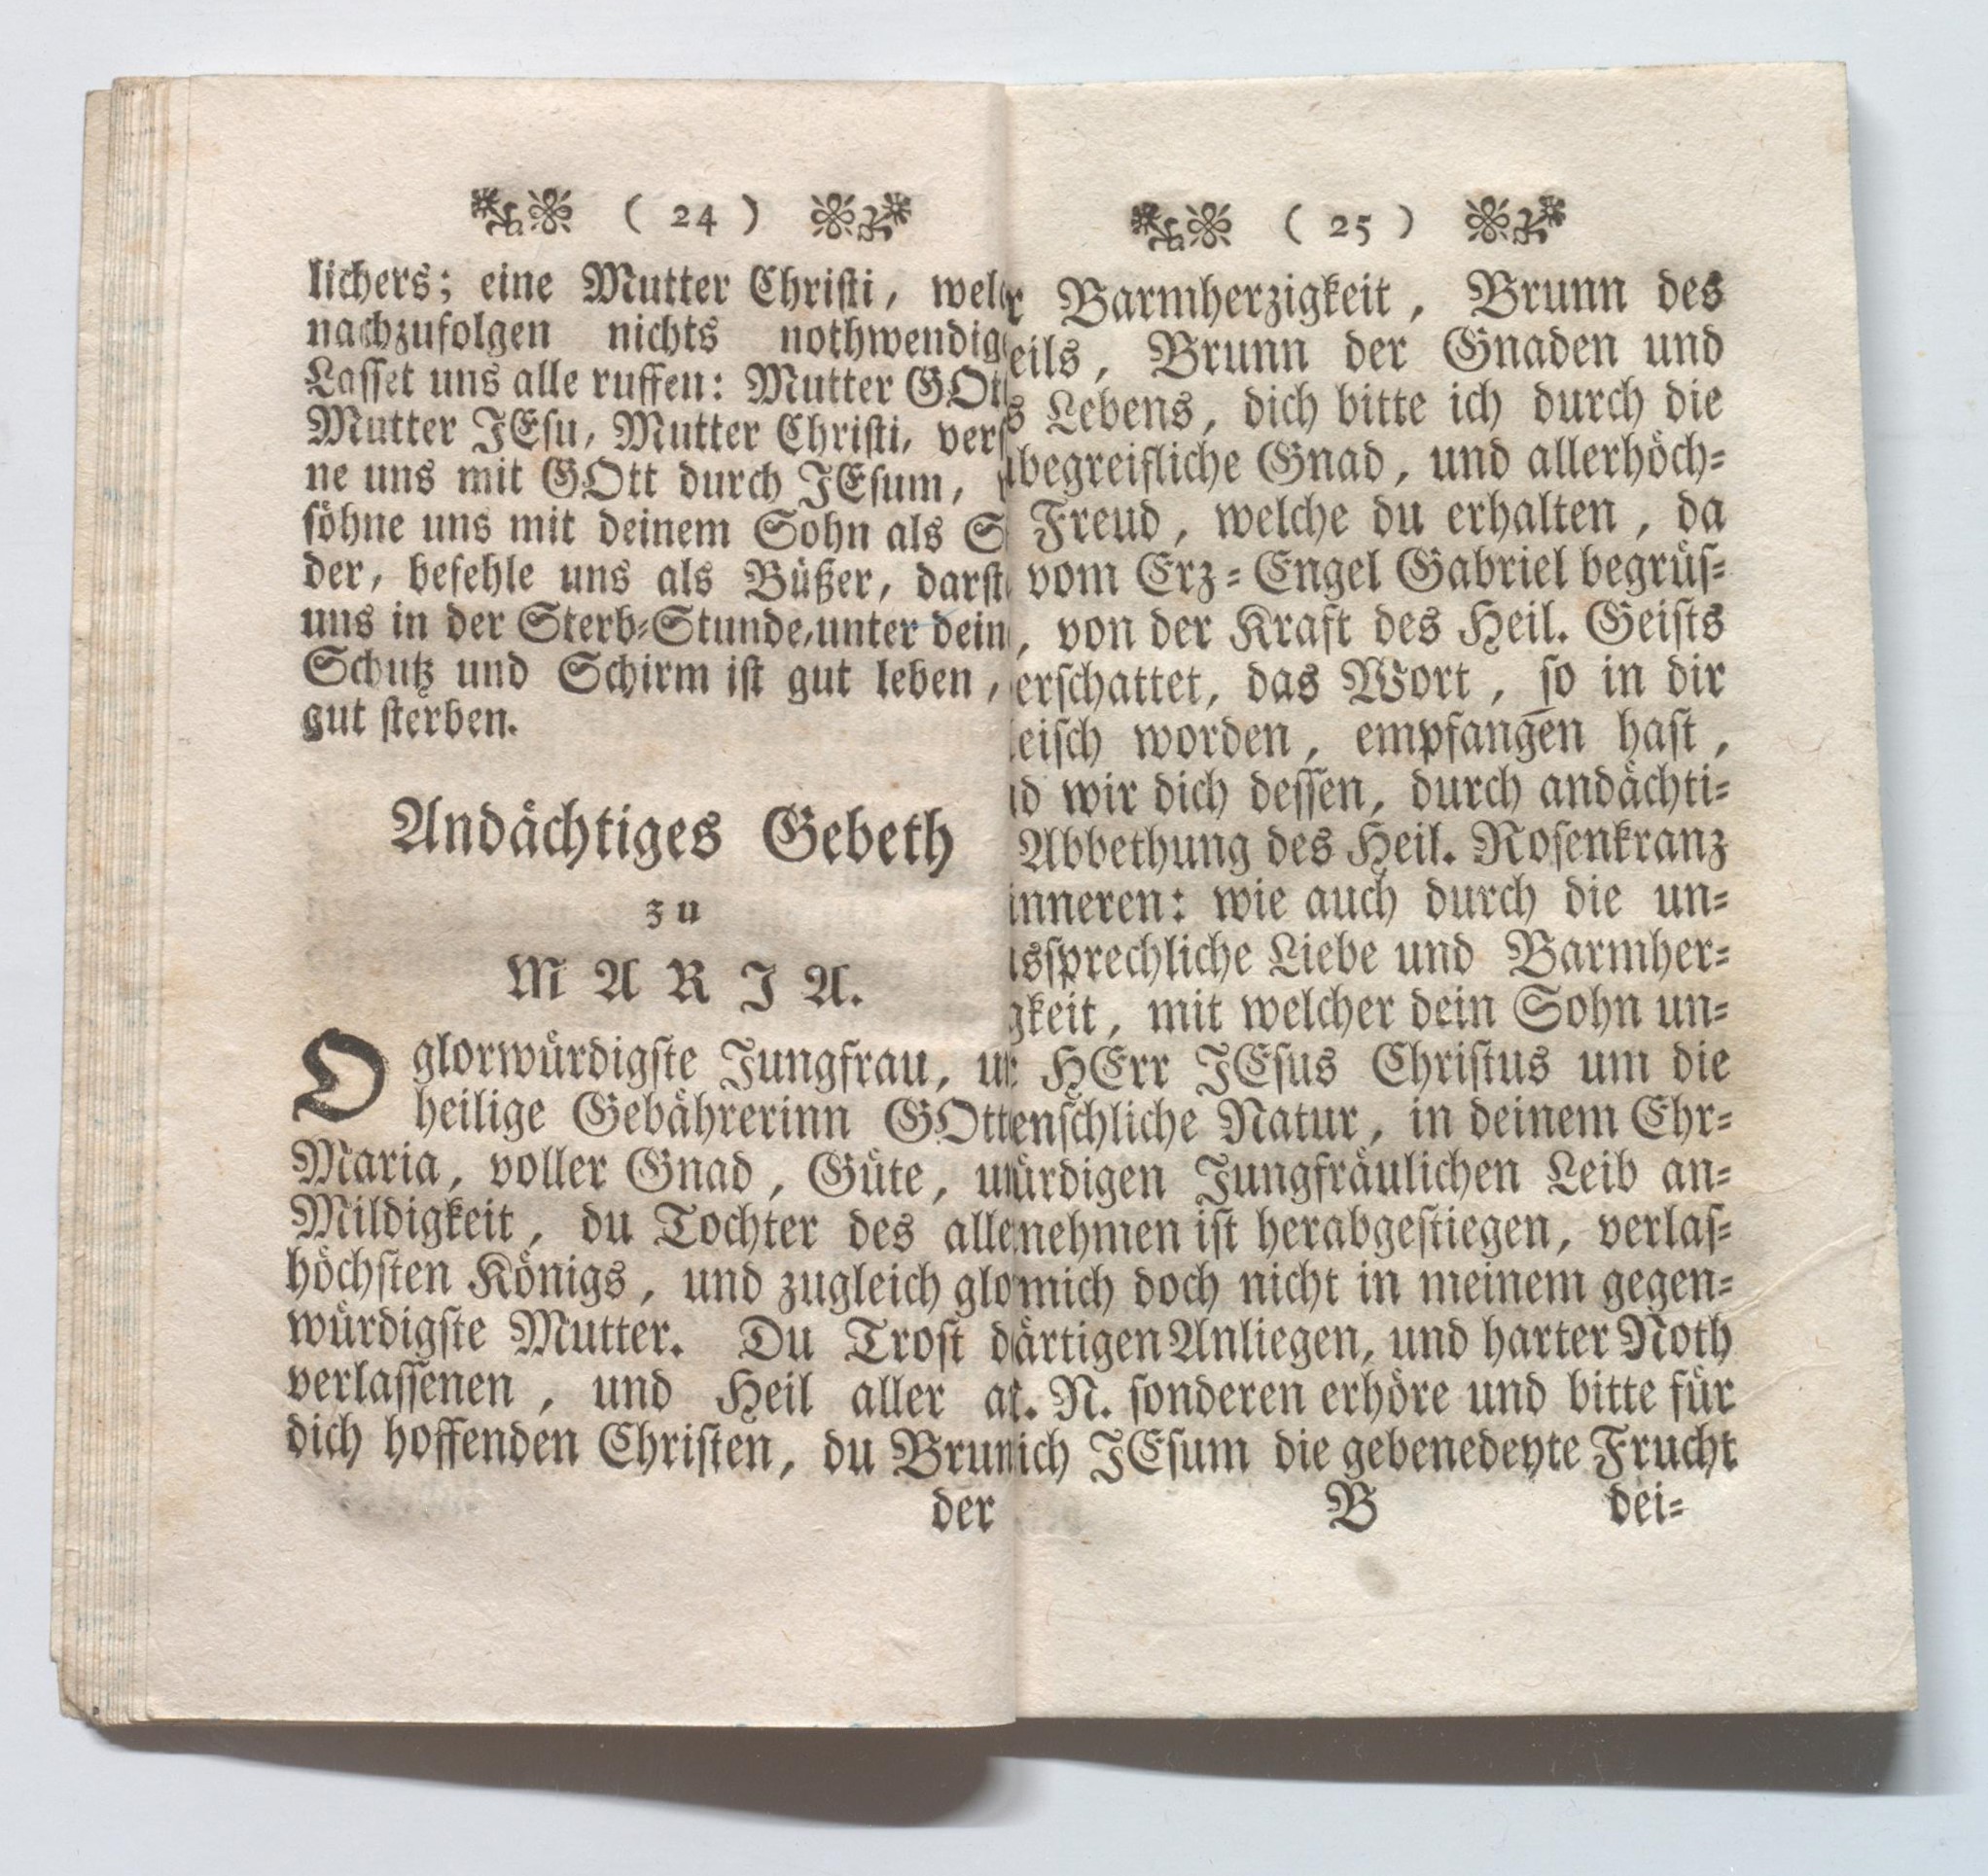 ( 24 )
lichers; eine Mutter Christi, wel
nachzufolgen nichts nothwendig
Lasset uns alle ruffen: Mutter GOtt
Mutter JEsu, Mutter Christi, vers
ne uns mit GOtt durch JEsum,
söhne uns mit deinem Sohn als S
der, befehle uns als Büßer, darst
uns in der Sterb-Stunde, unter dein
Schutz und Schirm ist gut leben,
gut sterben.
Andächtiges Gebeth
zu
MARJA.
O glorwürdigste Jungfrau, un
heilige Gebährerinn GOtt
Maria, voller Gnad, Güte, un
Mildigkeit, du Tochter des alle
höchsten Königs, und zugleich glo
würdigste Mutter. Du Trost d
verlassenen, und Heil aller a
dich hoffenden Christen, du Brun
der
( 25 )
r Barmherzigkeit, Brunn des
eils, Brunn der Gnaden und
s Lebens, dich bitte ich durch die
begreifliche Gnad, und allerhöch-
Freud, welche du erhalten, da
vom Erz-Engel Gabriel begrüs-
, von der Kraft des Heil. Geists
erschattet, das Wort, so in dir
eisch worden, empfangen hast,
d wir dich dessen, durch andächti-
Abbethung des Heil. Rosenkranz
inneren: wie auch durch die un-
ssprechliche Liebe und Barmher-
gkeit, mit welcher dein Sohn un-
r HErr JEsus Christus um die
enschliche Natur, in deinem Ehr-
ürdigen Jungfräulichen Leib an-
nehmen ist herabgestiegen, verlas-
mich doch nicht in meinem gegen-
ärtigen Anliegen, und harter Noth
. N. sonderen erhöre und bitte für
ich JEsum die gebenedeyte Frucht
B dei-